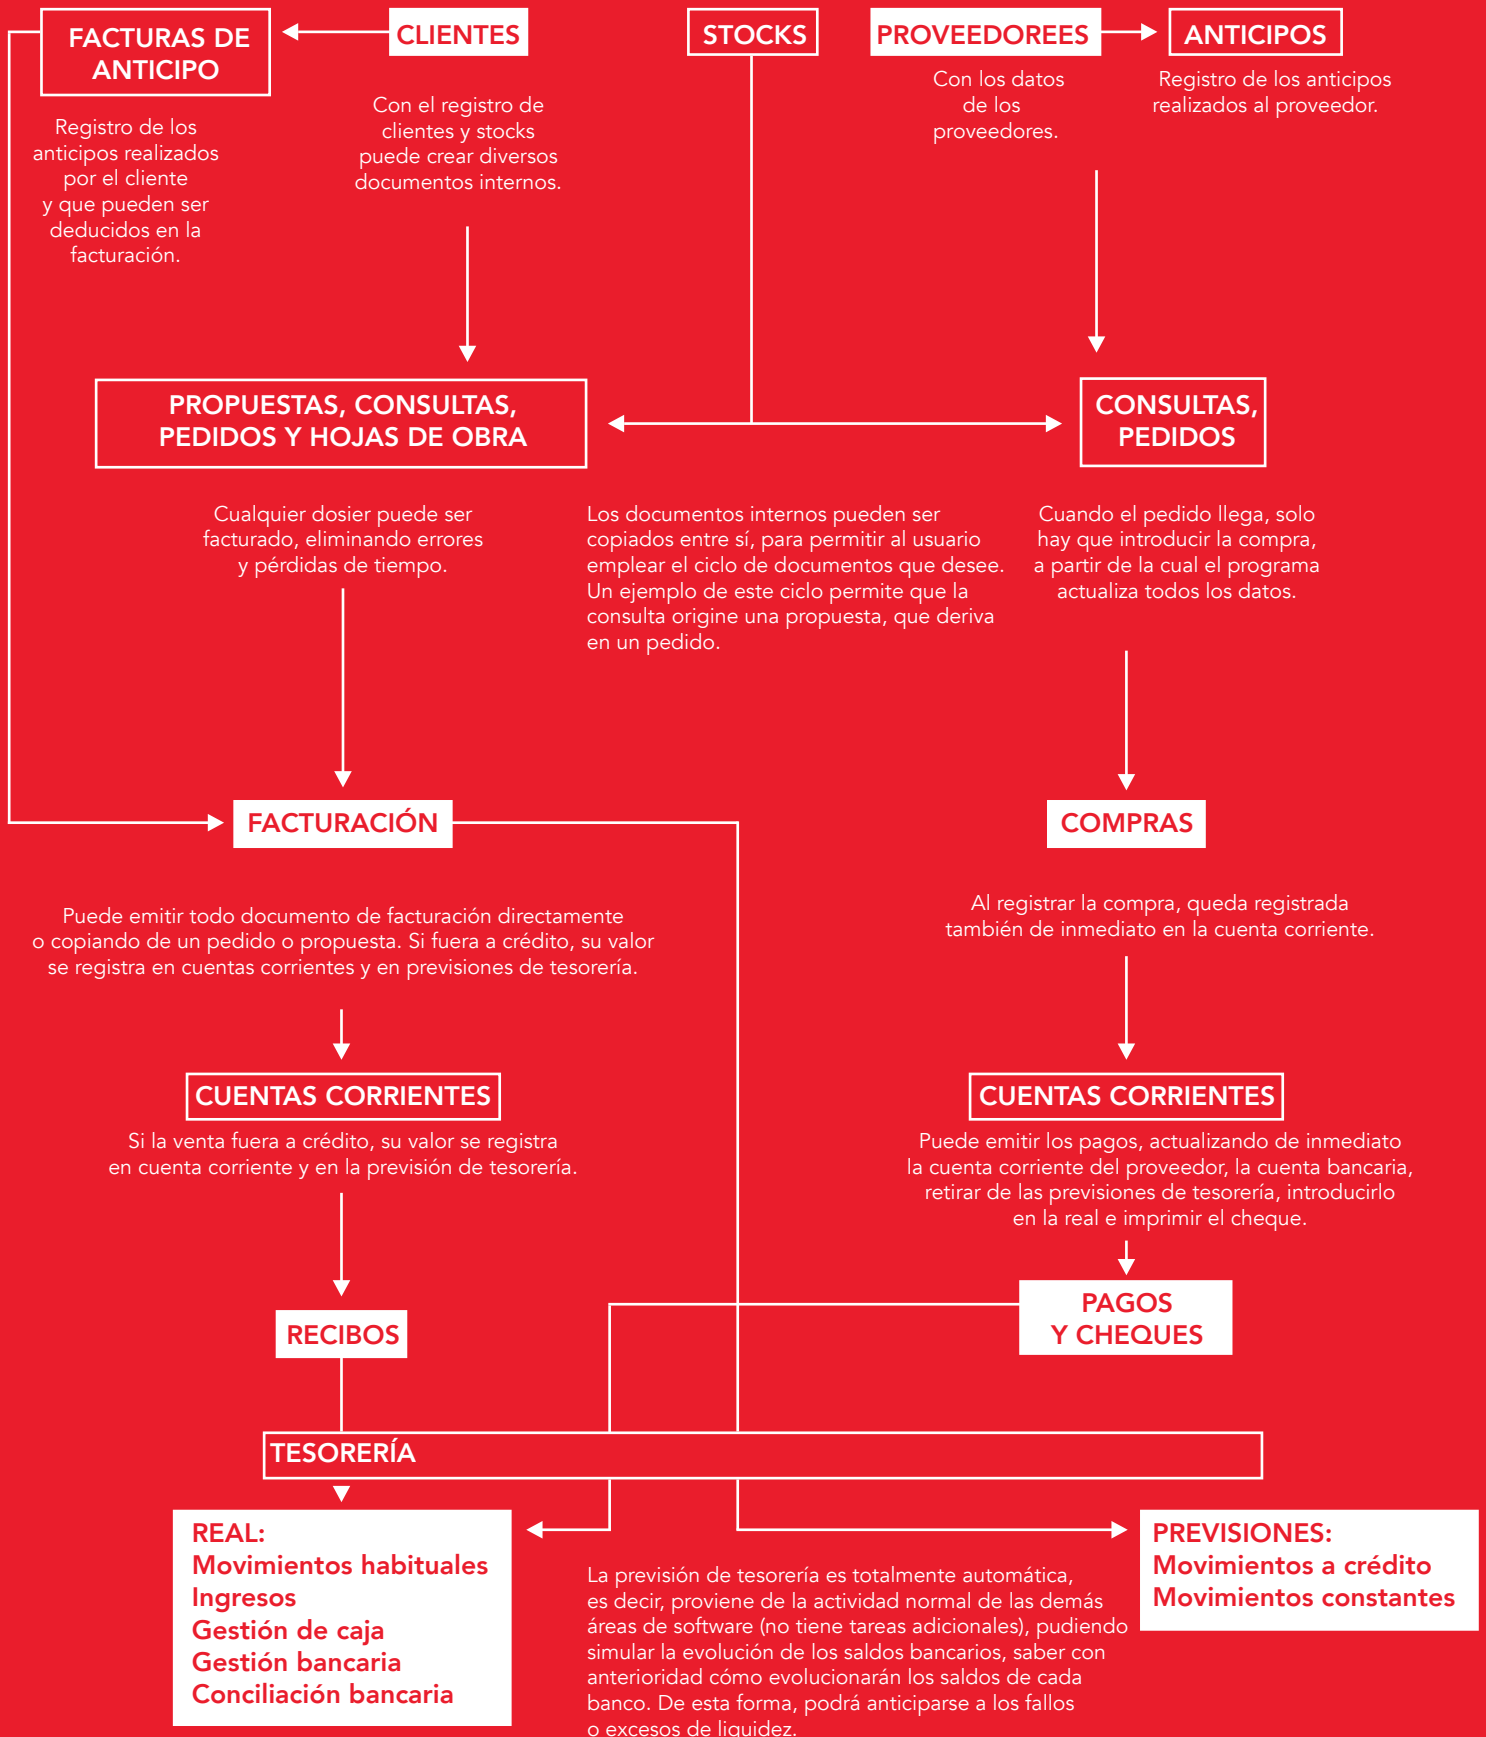 FACTURAS DE
ANTICIPO
CLIENTES
STOCKS
PROVEEDOREES
ANTICIPOS
Registro de los
anticipos realizados
por el cliente
y que pueden ser
deducidos en la
facturación.
Con el registro de
clientes y stocks
puede crear diversos
documentos internos.
Con los datos
de los
proveedores.
Registro de los anticipos
realizados al proveedor.
PROPUESTAS, CONSULTAS,
PEDIDOS Y HOJAS DE OBRA
CONSULTAS,
PEDIDOS
Cualquier dosier puede ser
facturado, eliminando errores
y pérdidas de tiempo.
Los documentos internos pueden ser
copiados entre sí, para permitir al usuario
emplear el ciclo de documentos que desee.
Un ejemplo de este ciclo permite que la
consulta origine una propuesta, que deriva
en un pedido.
Cuando el pedido llega, solo
hay que introducir la compra,
a partir de la cual el programa
actualiza todos los datos.
FACTURACIÓN
COMPRAS
Puede emitir todo documento de facturación directamente
o copiando de un pedido o propuesta. Si fuera a crédito, su valor
se registra en cuentas corrientes y en previsiones de tesorería.
Al registrar la compra, queda registrada
también de inmediato en la cuenta corriente.
CUENTAS CORRIENTES
Si la venta fuera a crédito, su valor se registra
en cuenta corriente y en la previsión de tesorería.
CUENTAS CORRIENTES
Puede emitir los pagos, actualizando de inmediato
la cuenta corriente del proveedor, la cuenta bancaria,
retirar de las previsiones de tesorería, introducirlo
en la real e imprimir el cheque.
RECIBOS
PAGOS
Y CHEQUES
TESORERÍA
REAL:
Movimientos habituales
Ingresos
Gestión de caja
Gestión bancaria
Conciliación bancaria
La previsión de tesorería es totalmente automática,
es decir, proviene de la actividad normal de las demás
áreas de software (no tiene tareas adicionales), pudiendo
simular la evolución de los saldos bancarios, saber con
anterioridad cómo evolucionarán los saldos de cada
banco. De esta forma, podrá anticiparse a los fallos
o excesos de liquidez.
PREVISIONES:
Movimientos a crédito
Movimientos constantes